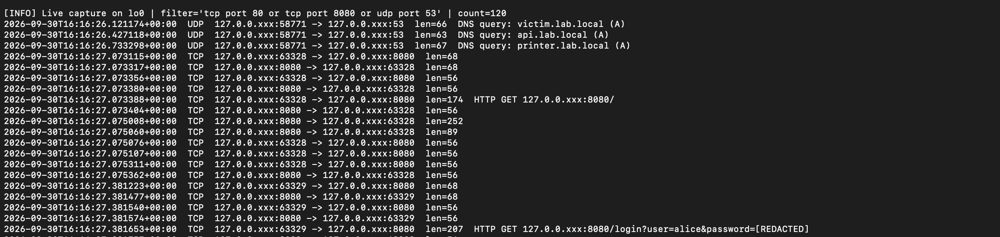 [INFO] Live capture on lo0 | filter='tcp port 80 or tcp port 8080 or udp port 53' | count=120
2026-09-30T16:16:26.121174+00:00  UDP  127.0.0.xxx:58771 -> 127.0.0.xxx:53  len=66  DNS query: victim.lab.local (A)
2026-09-30T16:16:26.427118+00:00  UDP  127.0.0.xxx:58771 -> 127.0.0.xxx:53  len=63  DNS query: api.lab.local (A)
2026-09-30T16:16:26.733298+00:00  UDP  127.0.0.xxx:58771 -> 127.0.0.xxx:53  len=67  DNS query: printer.lab.local (A)
2026-09-30T16:16:27.073115+00:00  TCP  127.0.0.xxx:63328 -> 127.0.0.xxx:8080  len=68
2026-09-30T16:16:27.073317+00:00  TCP  127.0.0.xxx:8080 -> 127.0.0.xxx:63328  len=68
2026-09-30T16:16:27.073356+00:00  TCP  127.0.0.xxx:63328 -> 127.0.0.xxx:8080  len=56
2026-09-30T16:16:27.073380+00:00  TCP  127.0.0.xxx:8080 -> 127.0.0.xxx:63328  len=56
2026-09-30T16:16:27.073388+00:00  TCP  127.0.0.xxx:63328 -> 127.0.0.xxx:8080  len=174  HTTP GET 127.0.0.xxx:8080/
2026-09-30T16:16:27.073404+00:00  TCP  127.0.0.xxx:8080 -> 127.0.0.xxx:63328  len=56
2026-09-30T16:16:27.075008+00:00  TCP  127.0.0.xxx:8080 -> 127.0.0.xxx:63328  len=252
2026-09-30T16:16:27.075060+00:00  TCP  127.0.0.xxx:8080 -> 127.0.0.xxx:63328  len=89
2026-09-30T16:16:27.075076+00:00  TCP  127.0.0.xxx:63328 -> 127.0.0.xxx:8080  len=56
2026-09-30T16:16:27.075107+00:00  TCP  127.0.0.xxx:63328 -> 127.0.0.xxx:8080  len=56
2026-09-30T16:16:27.075311+00:00  TCP  127.0.0.xxx:63328 -> 127.0.0.xxx:8080  len=56
2026-09-30T16:16:27.075362+00:00  TCP  127.0.0.xxx:8080 -> 127.0.0.xxx:63328  len=56
2026-09-30T16:16:27.381223+00:00  TCP  127.0.0.xxx:63329 -> 127.0.0.xxx:8080  len=68
2026-09-30T16:16:27.381477+00:00  TCP  127.0.0.xxx:8080 -> 127.0.0.xxx:63329  len=68
2026-09-30T16:16:27.381540+00:00  TCP  127.0.0.xxx:63329 -> 127.0.0.xxx:8080  len=56
2026-09-30T16:16:27.381574+00:00  TCP  127.0.0.xxx:8080 -> 127.0.0.xxx:63329  len=56
2026-09-30T16:16:27.381653+00:00  TCP  127.0.0.xxx:63329 -> 127.0.0.xxx:8080  len=207  HTTP GET 127.0.0.xxx:8080/login?user=alice&password=[REDACTED]